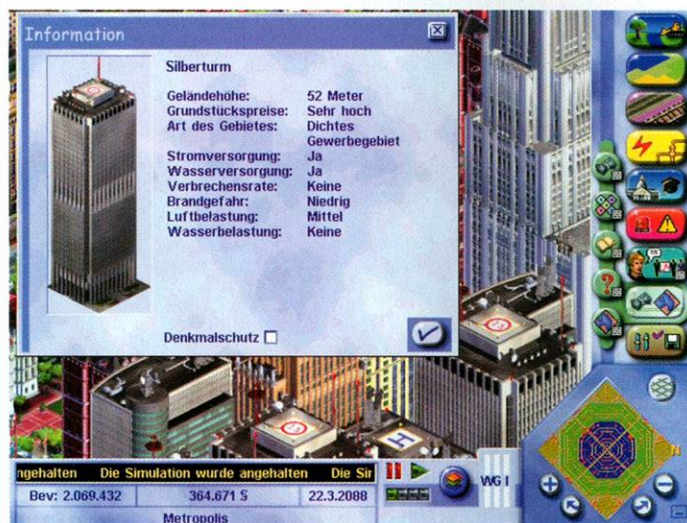 Information
Silberturm
Geländehöhe: 52 Meter
Grundstückspreise: Sehr hoch
Art des Gebietes: Dichtes
Gewerbegebiet
Stromversorgung: Ja
Wasserversorgung: Ja
Verbrechensrate: Keine
Brandgefahr: Niedrig
Luftbelastung: Mittel
Wasserbelastung: Keine
Denkmalschutz
H
N
ngehalten Die Simulation wurde angehalten Die Sir
WG I
Bev: 2.069.432 364.671 $ 22.3.2088
Metropolis